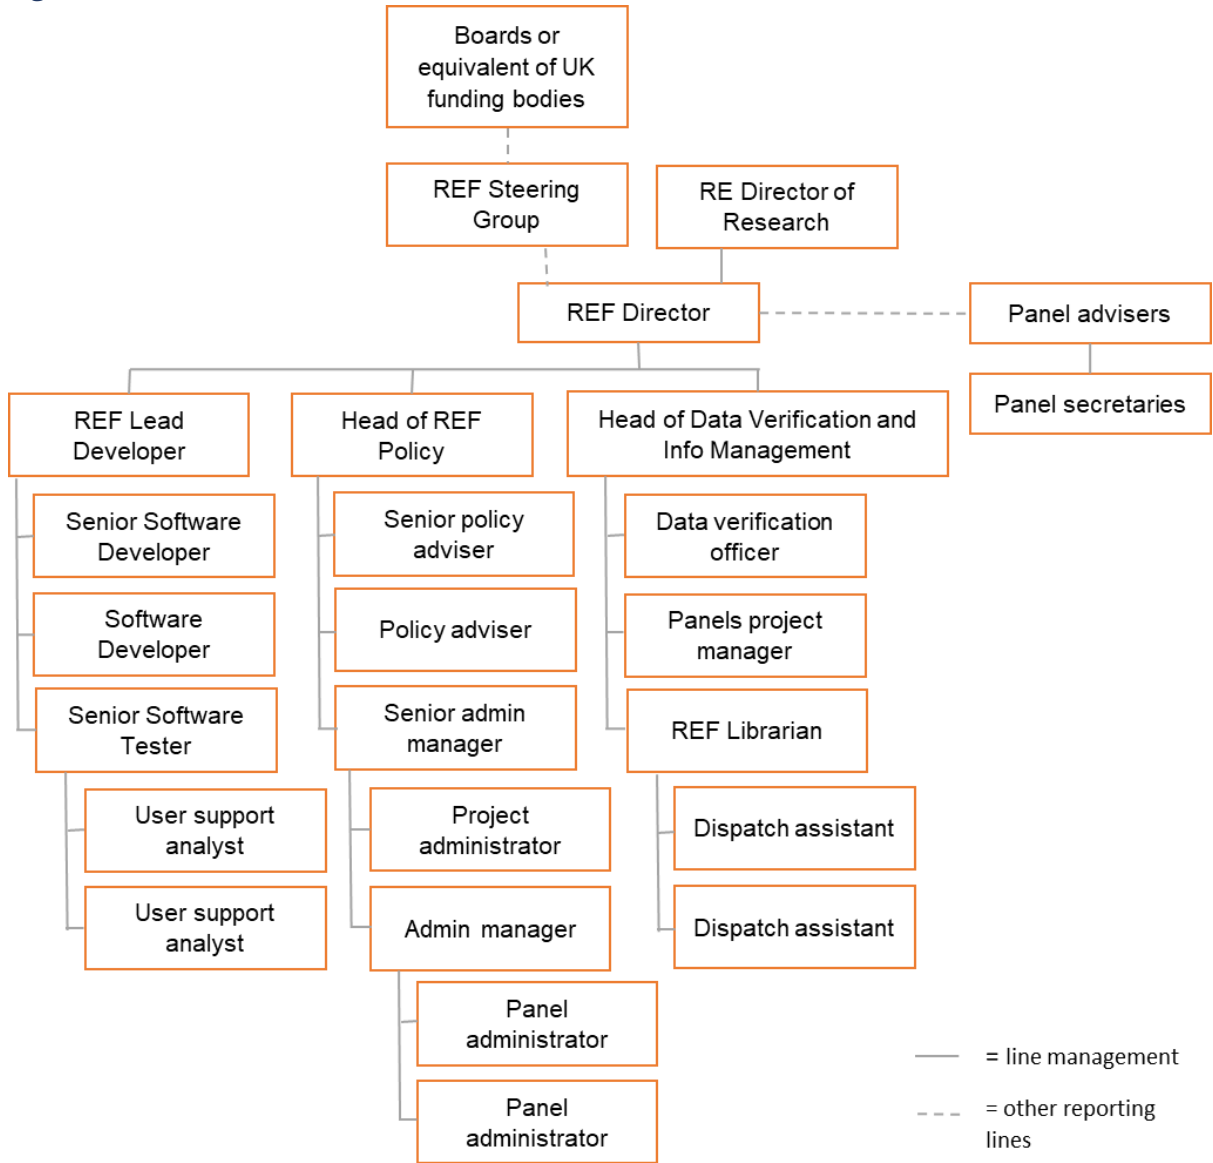 Boards or
equivalent of UK
funding bodies
REF Steering
Group
RE Director of
Research
REF Director
Panel advisers
Panel secretaries
REF Lead
Developer
Head of REF
Policy
Head of Data Verification and
Info Management
Senior Software
Developer
Software
Developer
Senior Software
Tester
User support
analyst
User support
analyst
Senior policy
adviser
Policy adviser
Senior admin
manager
Project
administrator
Admin manager
Panel
administrator
Panel
administrator
Data verification
officer
Panels project
manager
REF Librarian
Dispatch assistant
Dispatch assistant
= line management
= other reporting
lines